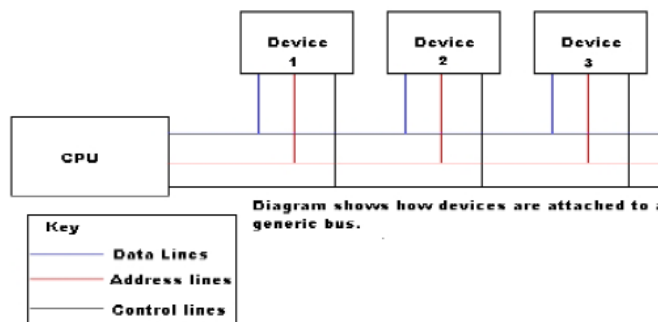 Device
1
Device
2
Device
3
CPU
Diagram shows how devices are attached to a
generic bus.
Key
Data Lines
Address lines
Control lines